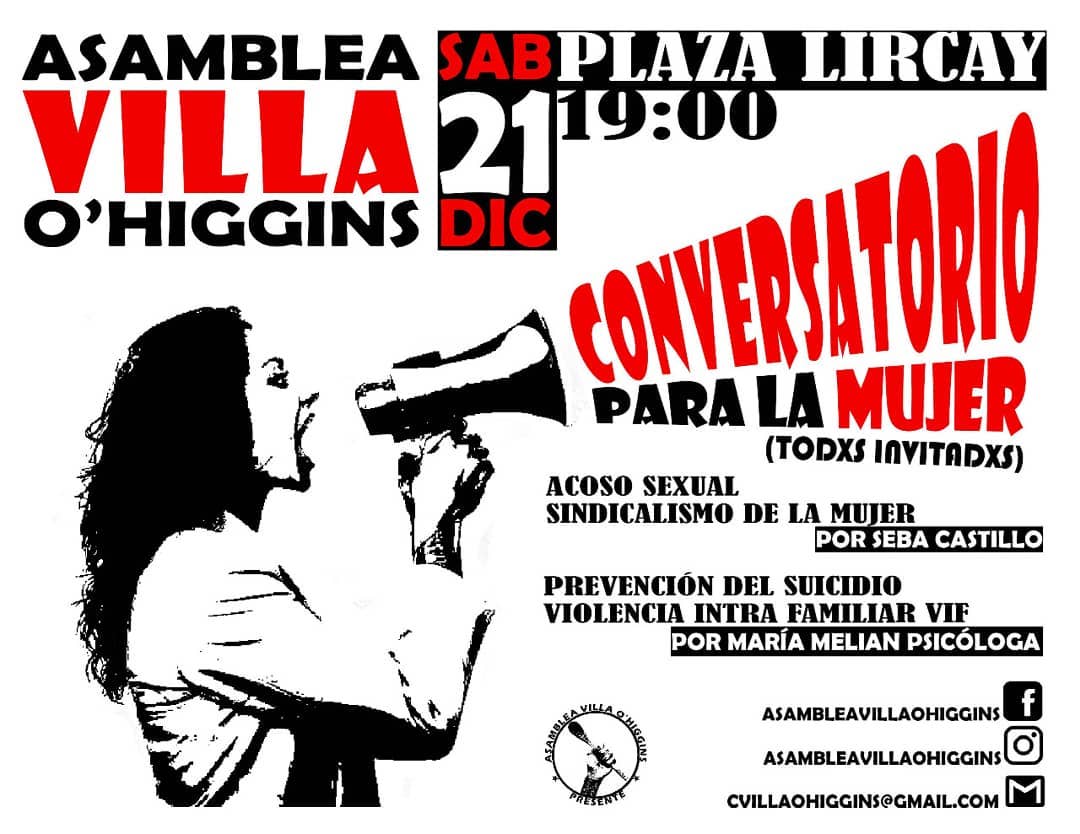 ASAMBLEA
VILLA
O'HIGGINS
SAB
21
DIC
PLAZA LIRCAY
19:00
CONVERSATORIO
PARA LA MUJER
(TODXS INVITADXS)
ACOSO SEXUAL
SINDICALISMO DE LA MUJER
POR SEBA CASTILLO
PREVENCIÓN DEL SUICIDIO
VIOLENCIA INTRA FAMILIAR VIF
POR MARÍA MELIAN PSICÓLOGA
ASAMBLEA VILLA O'HIGGINS
PRESENTE
ASAMBLEAVILLAOHIGGINS
ASAMBLEAVILLAOHIGGINS
CVILLAOHIGGINS@GMAIL.COM